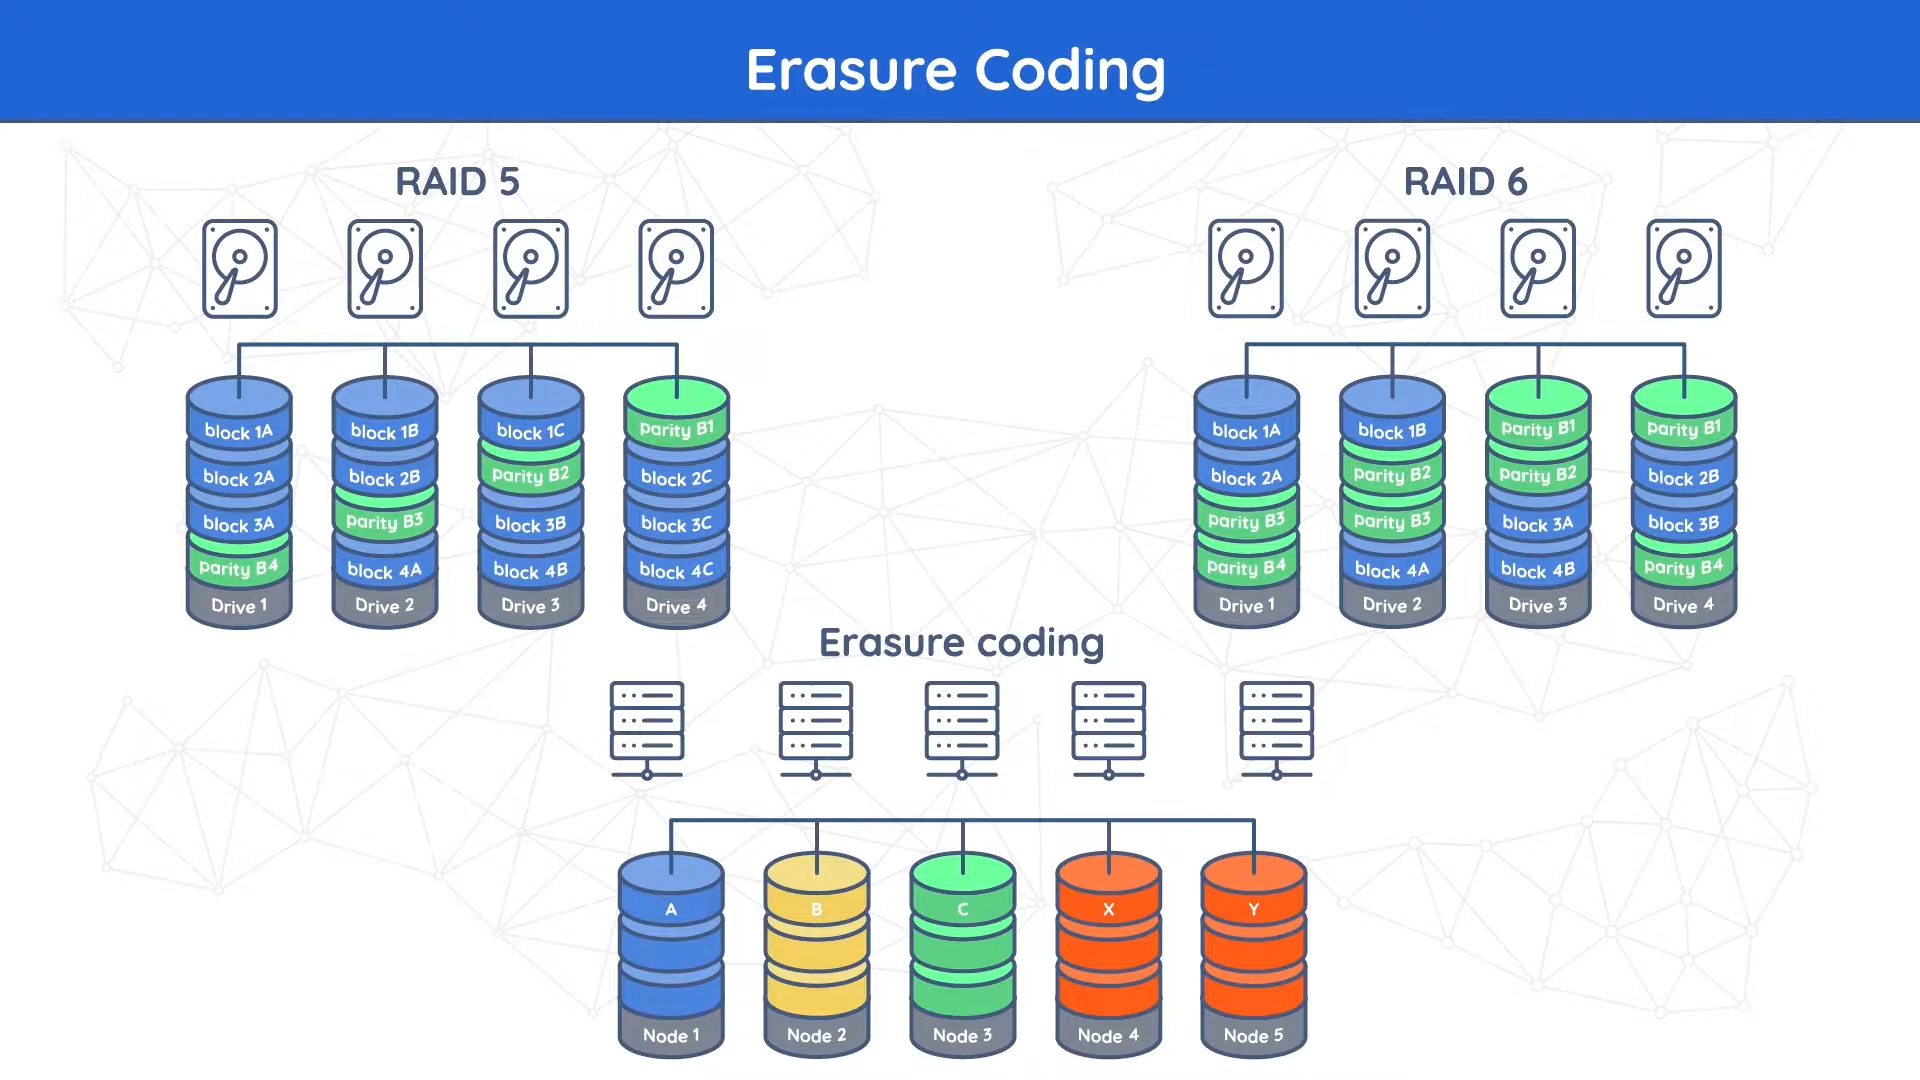 Erasure Coding
RAID 5
RAID 6
block 1A
block 1B
block 1C
parity B1
block 2A
block 2B
parity B2
block 2C
block 3A
parity B3
block 3B
block 3C
parity B4
block 4A
block 4B
block 4C
Drive 1
Drive 2
Drive 3
Drive 4
block 1A
block 1B
parity B1
parity B1
block 2A
parity B2
parity B2
block 2B
parity B3
parity B3
block 3A
block 3B
parity B4
block 4A
block 4B
parity B4
Drive 1
Drive 2
Drive 3
Drive 4
Erasure coding
A
B
C
X
Y
Node 1
Node 2
Node 3
Node 4
Node 5